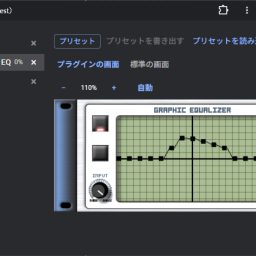 est)
プリセット プリセットを書き出す プリセットを読み
EQ 0%
プラグインの画面 標準の画面
− 110% + 自動
GRAPHIC EQUALIZER
INPUT